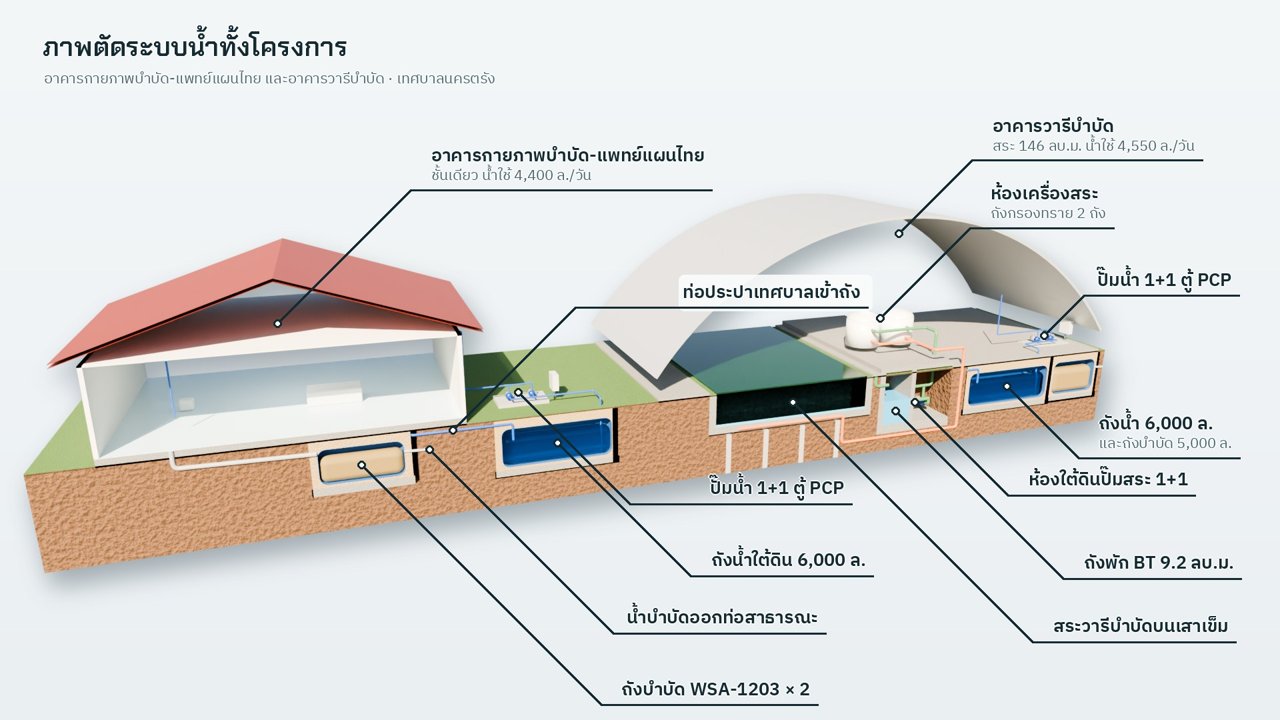 ภาพตัดระบบน้ำทั้งโครงการ
อาคารกายภาพบำบัด-แพทย์แผนไทย และอาคารวารีบำบัด · เทศบาลนครตรัง
อาคารวารีบำบัด
สระ 146 ลบ.ม. น้ำใช้ 4,550 ล./วัน
อาคารกายภาพบำบัด-แพทย์แผนไทย
ชั้นเดียว น้ำใช้ 4,400 ล./วัน
ห้องเครื่องสระ
ถังกรองทราย 2 ถัง
ปั๊มน้ำ 1+1 ตู้ PCP
ท่อประปาเทศบาลเข้าถัง
ถังน้ำ 6,000 ล.
และถังบำบัด 5,000 ล.
ห้องใต้ดินปั๊มสระ 1+1
ปั๊มน้ำ 1+1 ตู้ PCP
ถังน้ำใต้ดิน 6,000 ล.
ถังพัก BT 9.2 ลบ.ม.
น้ำบำบัดออกท่อสาธารณะ
สระวารีบำบัดบนเสาเข็ม
ถังบำบัด WSA-1203 × 2